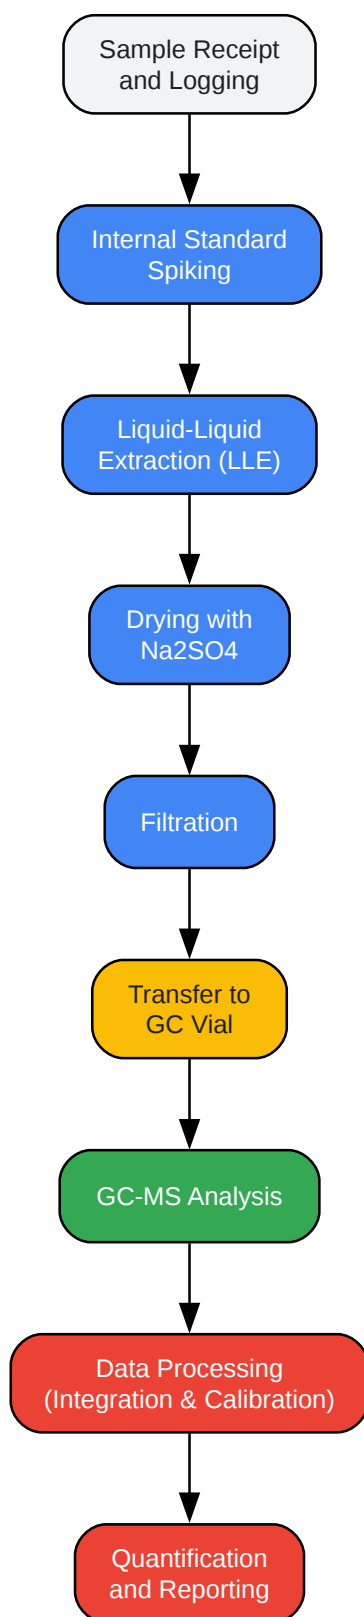 Sample Receipt
and Logging
Internal Standard
Spiking
Liquid-Liquid
Extraction (LLE)
Drying with
Na2SO4
Filtration
Transfer to
GC Vial
GC-MS Analysis
Data Processing
(Integration & Calibration)
Quantification
and Reporting